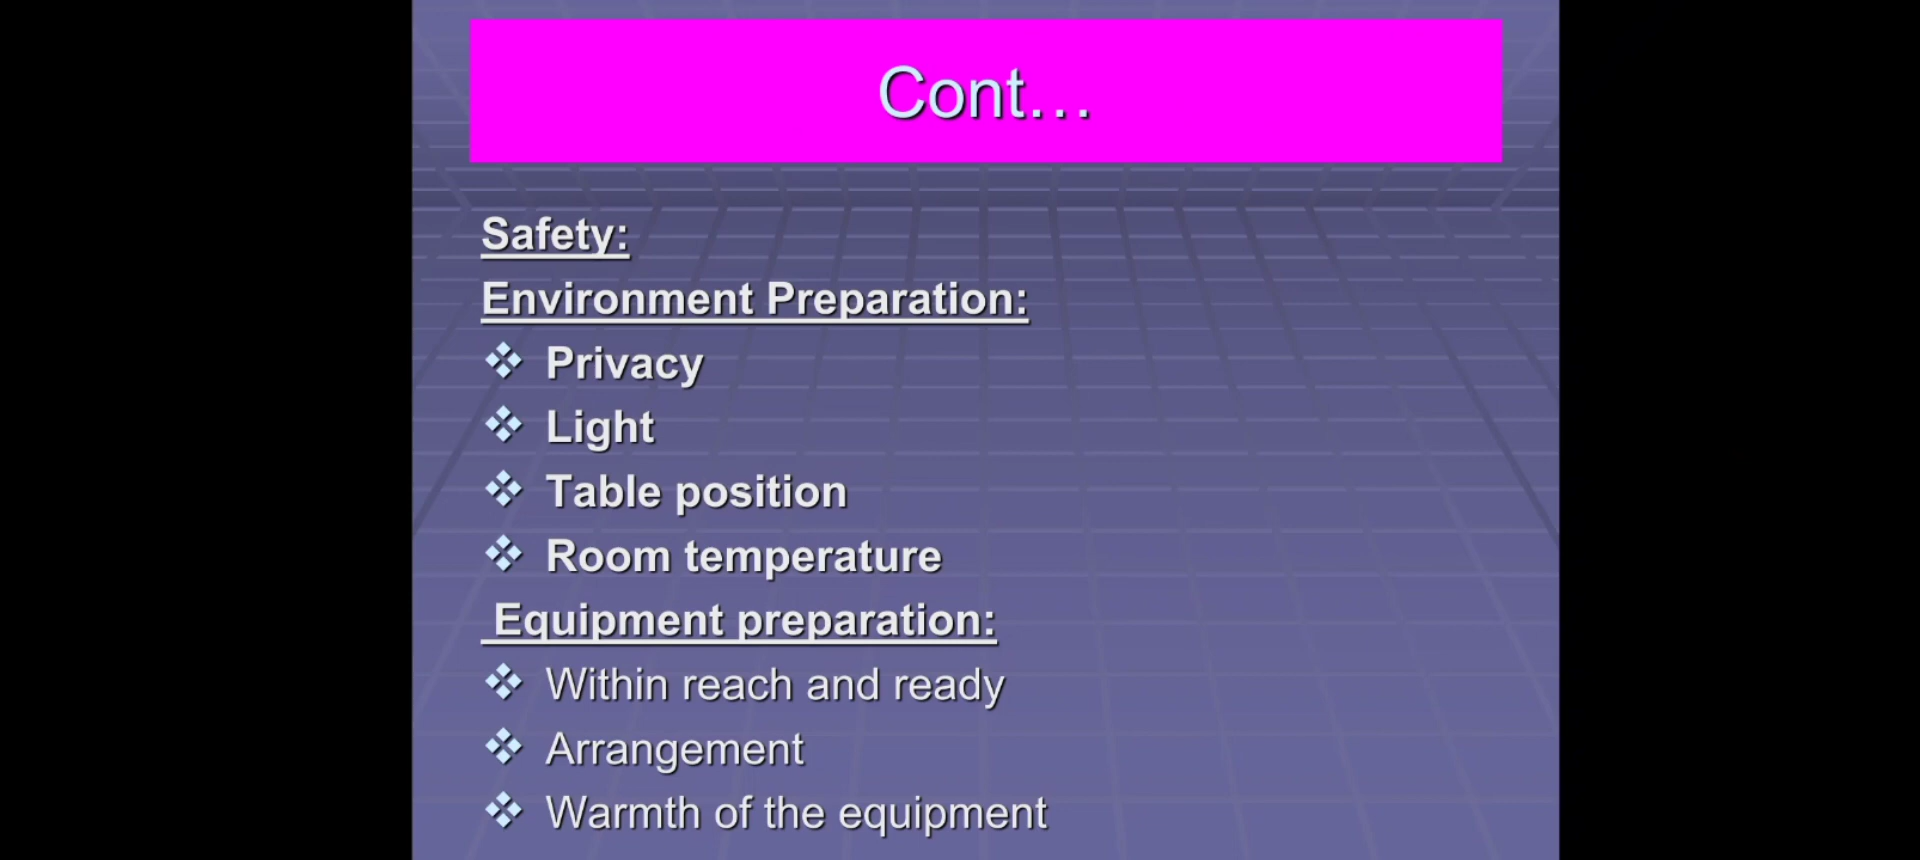 Cont...
Safety:
Environment Preparation:
❖ Privacy
❖ Light
❖ Table position
❖ Room temperature
Equipment preparation:
❖ Within reach and ready
❖ Arrangement
❖ Warmth of the equipment